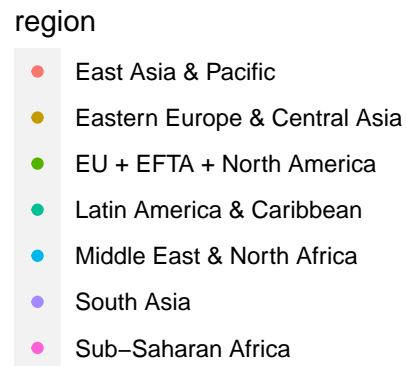 region
East Asia & Pacific
Eastern Europe & Central Asia
EU + EFTA + North America
Latin America & Caribbean
Middle East & North Africa
South Asia
Sub−Saharan Africa